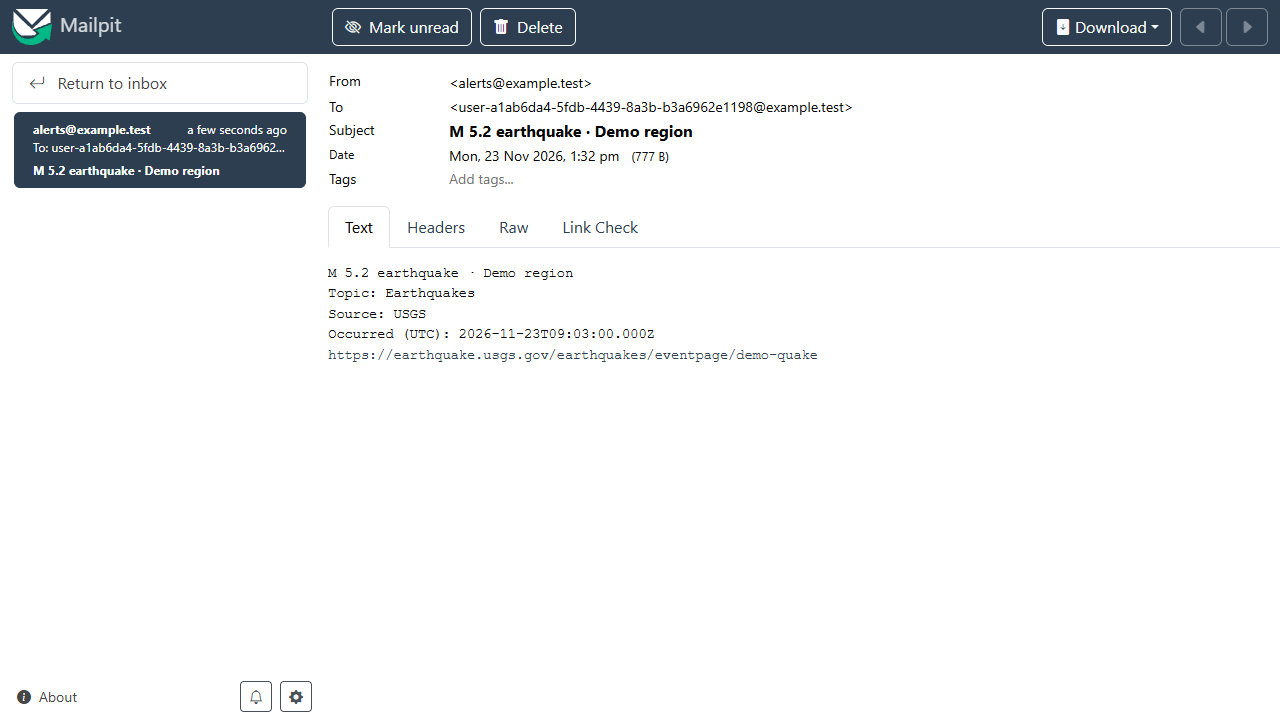 Mailpit
Mark unread
Delete
Download
Return to inbox
alerts@example.test a few seconds ago
To: user-a1ab6da4-5fdb-4439-8a3b-b3a6962...
M 5.2 earthquake · Demo region
From <alerts@example.test>
To <user-a1ab6da4-5fdb-4439-8a3b-b3a6962e1198@example.test>
Subject M 5.2 earthquake · Demo region
Date Mon, 23 Nov 2026, 1:32 pm (777 B)
Tags Add tags...
Text Headers Raw Link Check
M 5.2 earthquake · Demo region
Topic: Earthquakes
Source: USGS
Occurred (UTC): 2026-11-23T09:03:00.000Z
https://earthquake.usgs.gov/earthquakes/eventpage/demo-quake
About